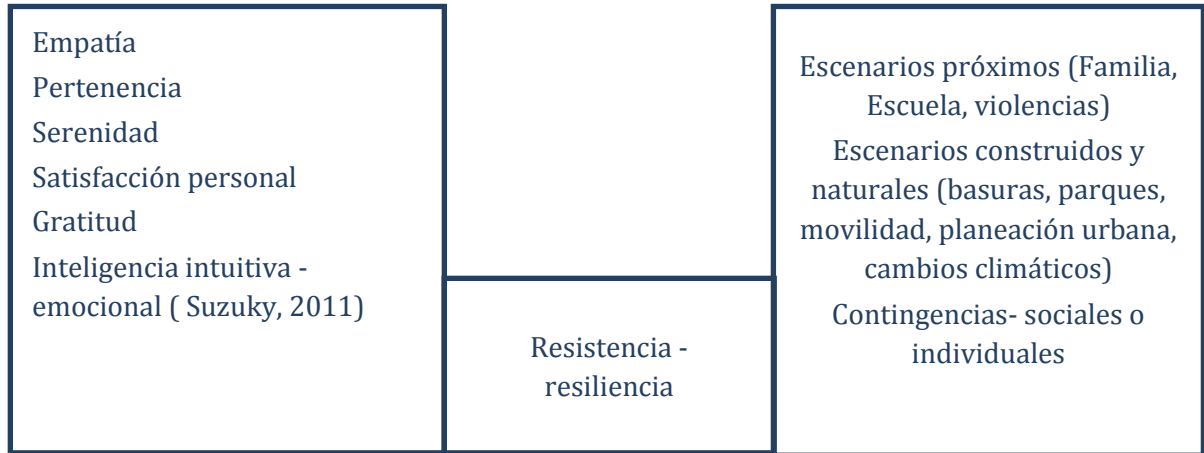 Empatía
Pertenencia
Serenidad
Satisfacción personal
Gratitud
Inteligencia intuitiva -
emocional ( Suzuky, 2011)
Resistencia -
resiliencia
Escenarios próximos (Familia,
Escuela, violencias)
Escenarios construidos y
naturales (basuras, parques,
movilidad, planeación urbana,
cambios climáticos)
Contingencias- sociales o
individuales